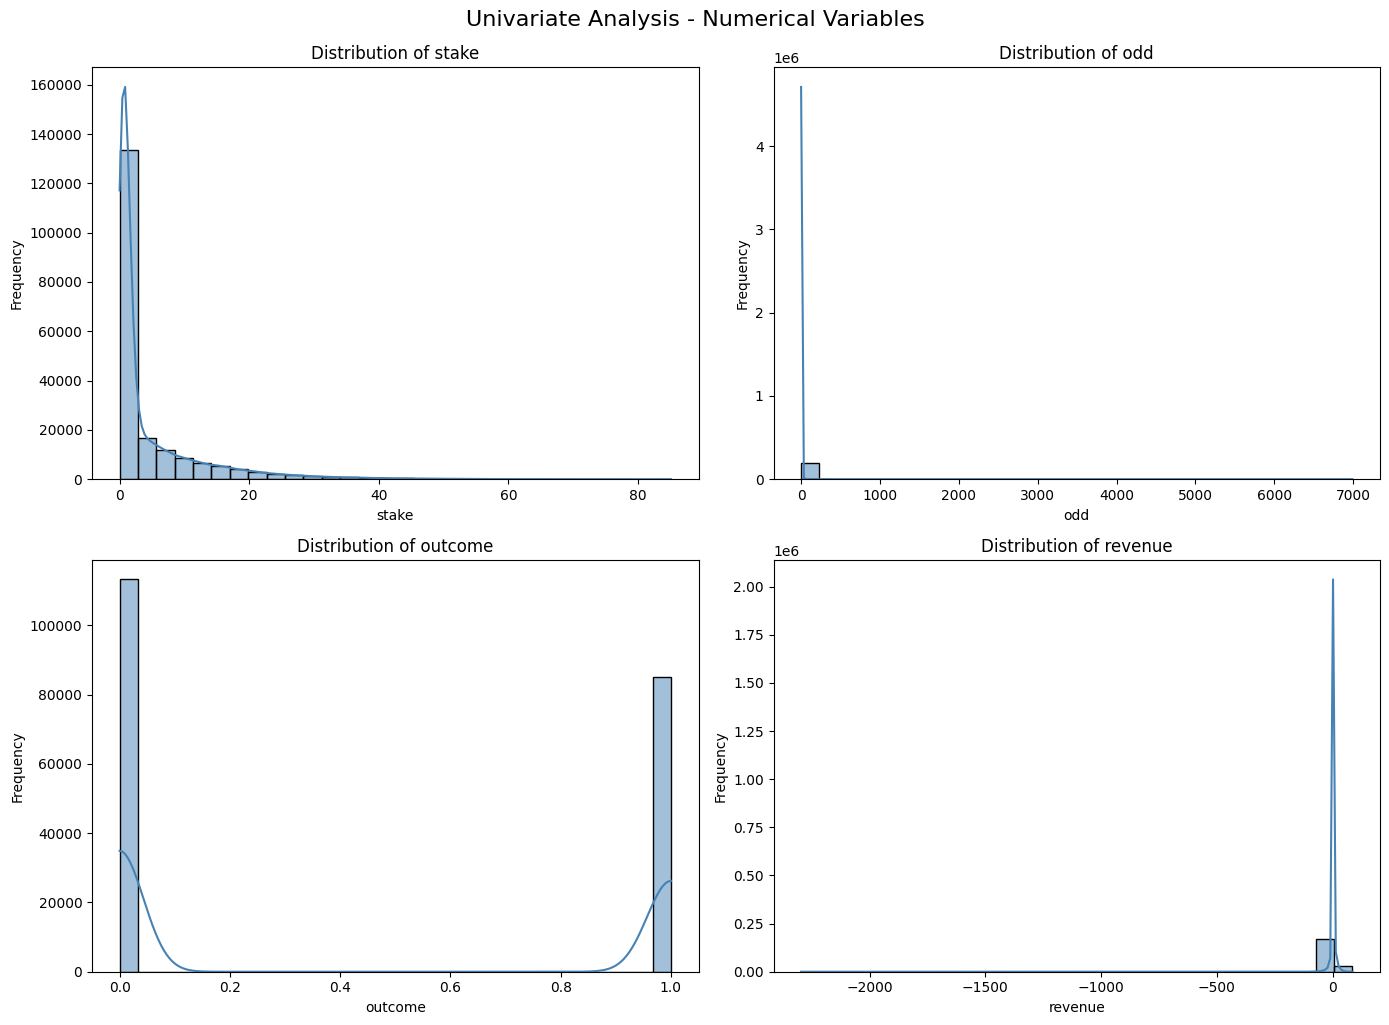 Univariate Analysis - Numerical Variables
Distribution of stake
160000
140000
120000
100000
80000
60000
40000
20000
0
Frequency
0 20 40 60 80
stake
Distribution of odd
1e6
4
3
2
1
0
Frequency
0 1000 2000 3000 4000 5000 6000 7000
odd
Distribution of outcome
100000
80000
60000
40000
20000
0
Frequency
0.0 0.2 0.4 0.6 0.8 1.0
outcome
Distribution of revenue
1e6
2.00
1.75
1.50
1.25
1.00
0.75
0.50
0.25
0.00
Frequency
−2000 −1500 −1000 −500 0
revenue